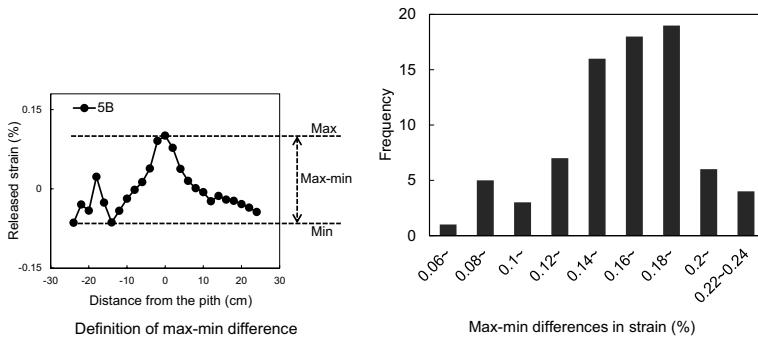 0.15
0
-0.15
Released strain (%)
5B
Max
Max-min
Min
-30
-20
-10
0
10
20
30
Distance from the pith (cm)
Definition of max-min difference
20
15
10
5
0
Frequency
0.06~
0.08~
0.1~
0.12~
0.14~
0.16~
0.18~
0.2~
0.22~0.24
Max-min differences in strain (%)